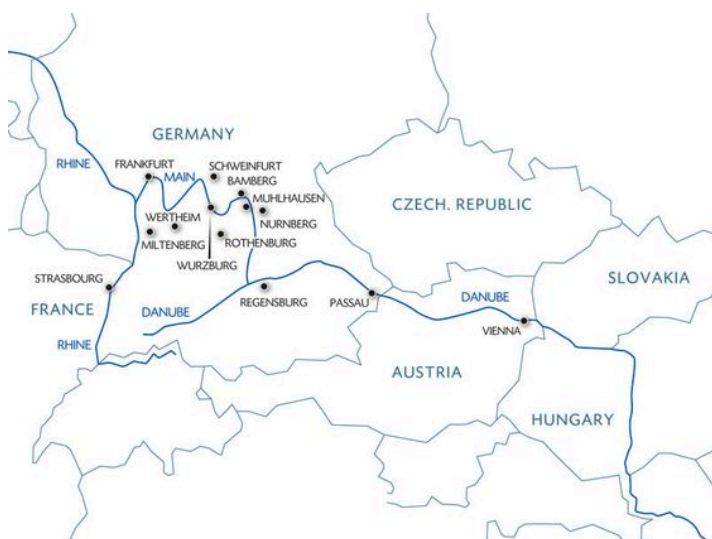 GERMANY
RHINE
FRANKFURT
MAIN
SCHWEINFURT
BAMBERG
MUHLHAUSEN
NURNBERG
WERTHEIM
MILTENBERG
ROTHENBURG
WURZBURG
CZECH. REPUBLIC
STRASBOURG
SLOVAKIA
FRANCE
DANUBE
REGENSBURG
PASSAU
DANUBE
VIENNA
RHINE
AUSTRIA
HUNGARY